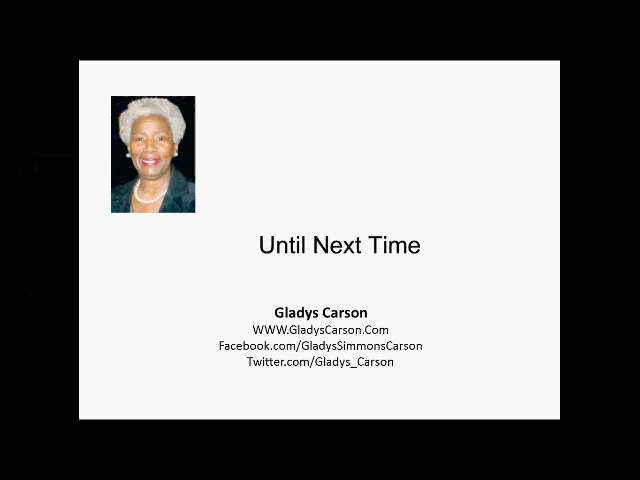 Until Next Time
Gladys Carson
WWW.GladysCarson.Com
Facebook.com/GladysSimmonsCarson
Twitter.com/Gladys_Carson